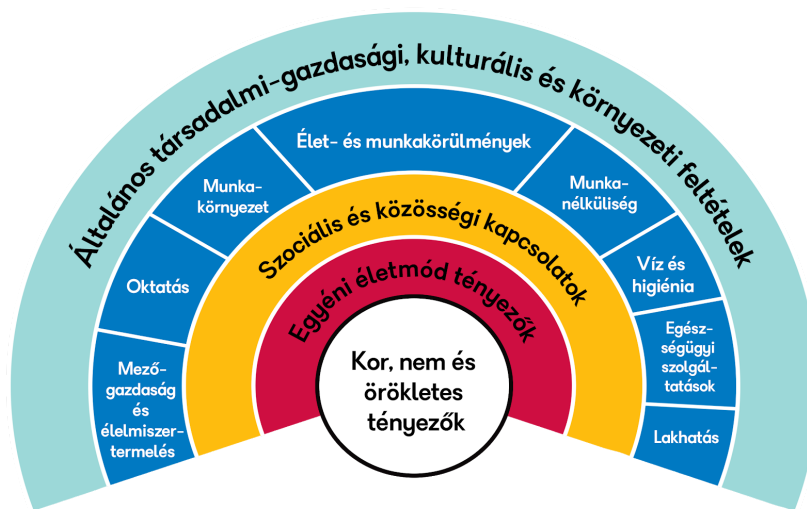 Általános társadalmi-gazdasági, kulturális és környezeti feltételek
Élet- és munkakörülmények
Munka-
környezet
Munka-
nélküliség
Oktatás
Víz és
higiénia
Mező-
gazdaság
és
élelmiszer-
termelés
Egész-
ségügyi
szolgál-
tatások
Lakhatás
Szociális és közösségi kapcsolatok
Egyéni életmód tényezők
Kor, nem és
örökletes
tényezők